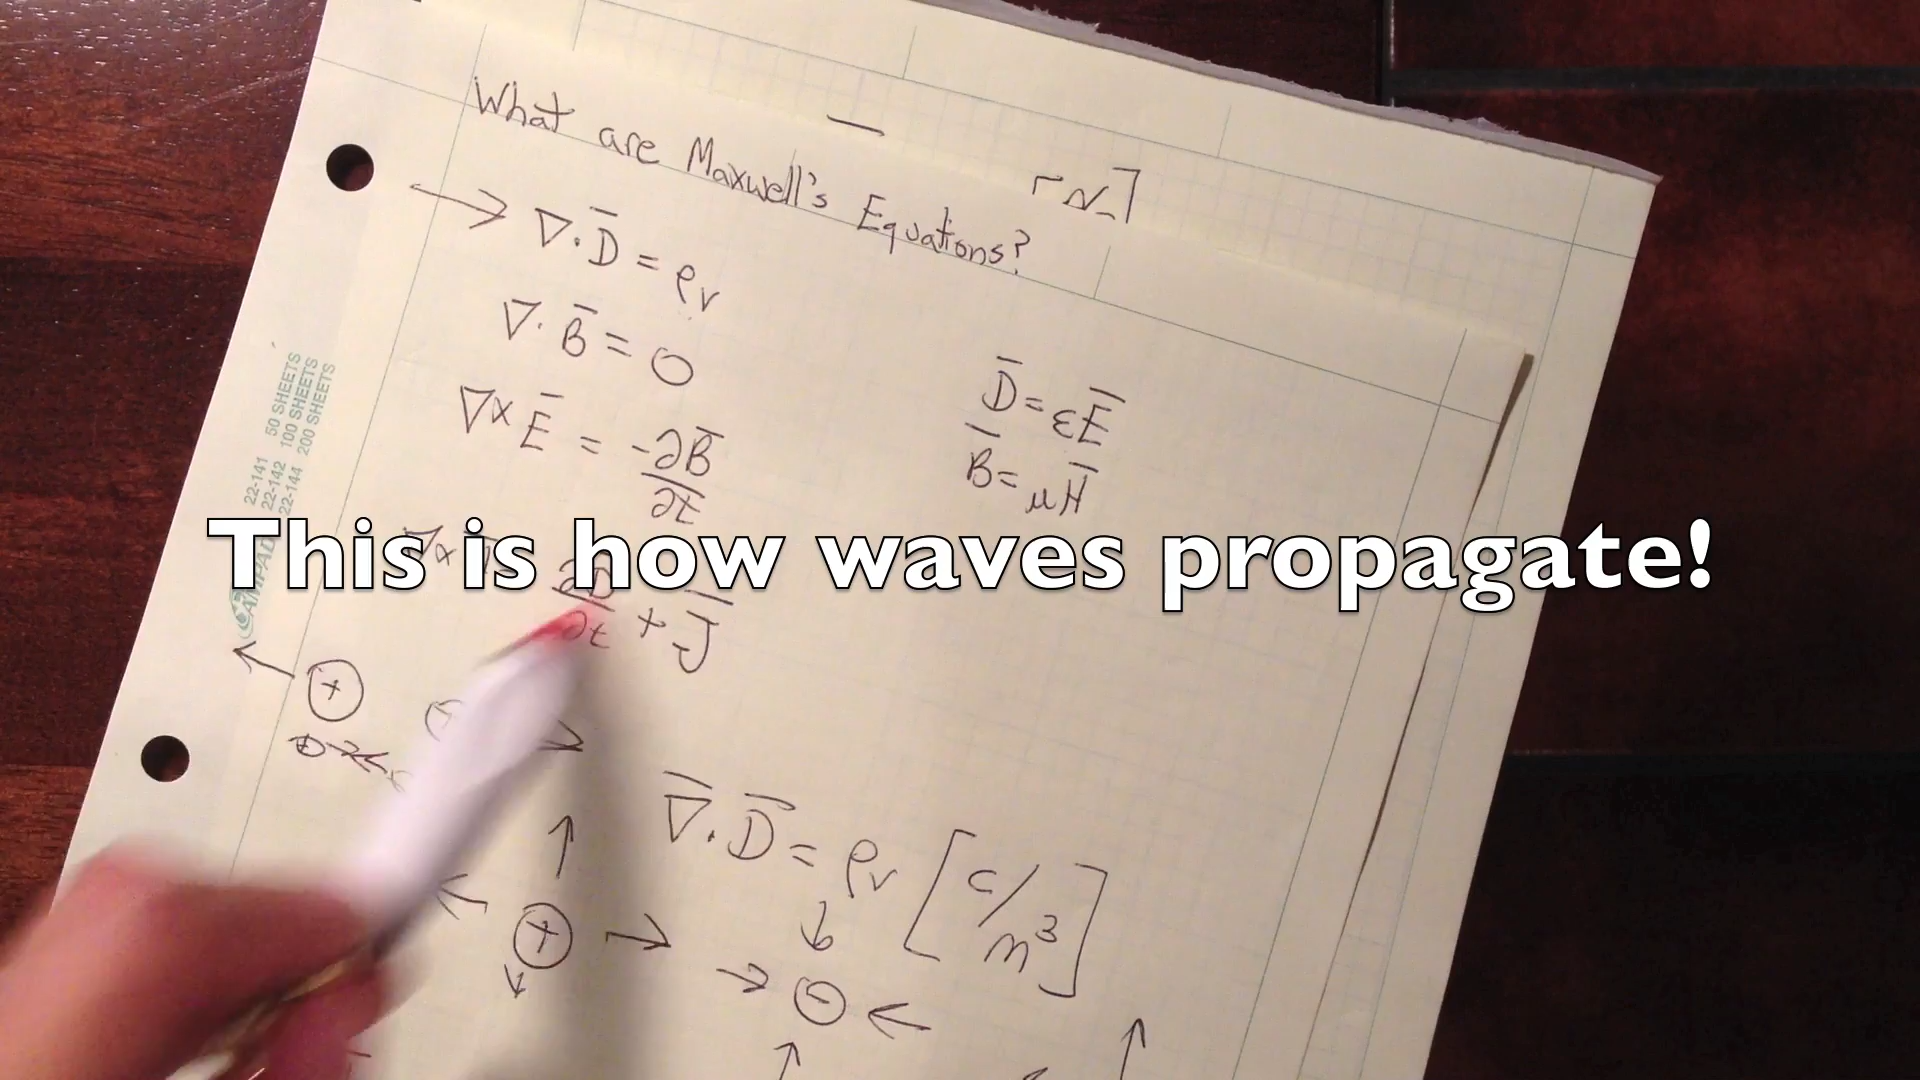 What are Maxwell's Equations?
[N]
∇·D̄ = ρv
∇·B̄ = 0
∇×Ē = -∂B̄/∂t
D̄ = εĒ
B̄ = μH̄
This is how waves propagate!
∂D̄/∂t + J̄
22-141 50 SHEETS
22-142 100 SHEETS
22-144 200 SHEETS
AMPAD
+
∇̄·D̄ = ρv [C/m³]
+
-